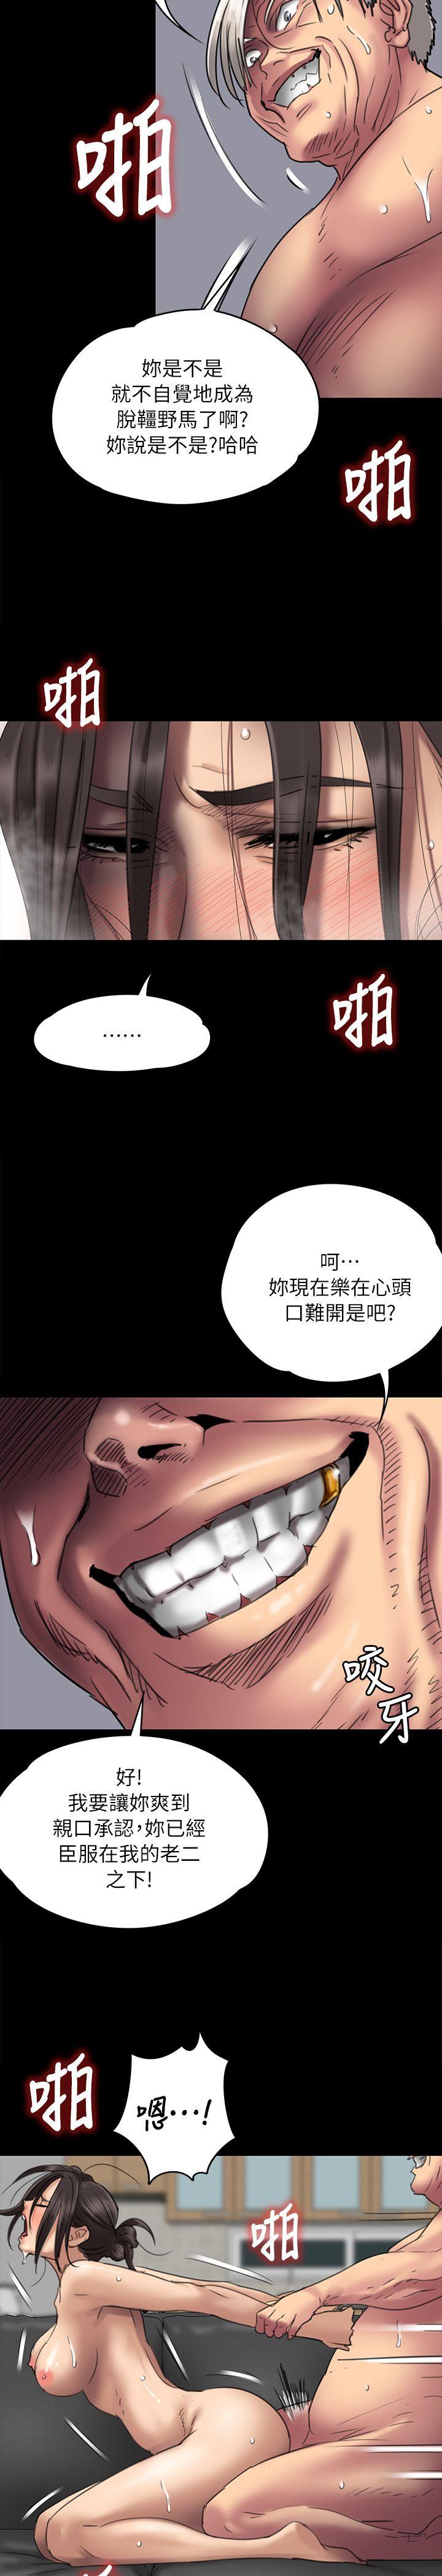 啪
妳是不是
就不自覺地成為
脫韁野馬了啊?
妳說是不是?哈哈
啪
啪
……
啪
呵…
妳現在樂在心頭
口難開是吧?
咬牙
好!
我要讓妳爽到
親口承認,妳已經
臣服在我的老二
之下!
啪
嗯…!
啪